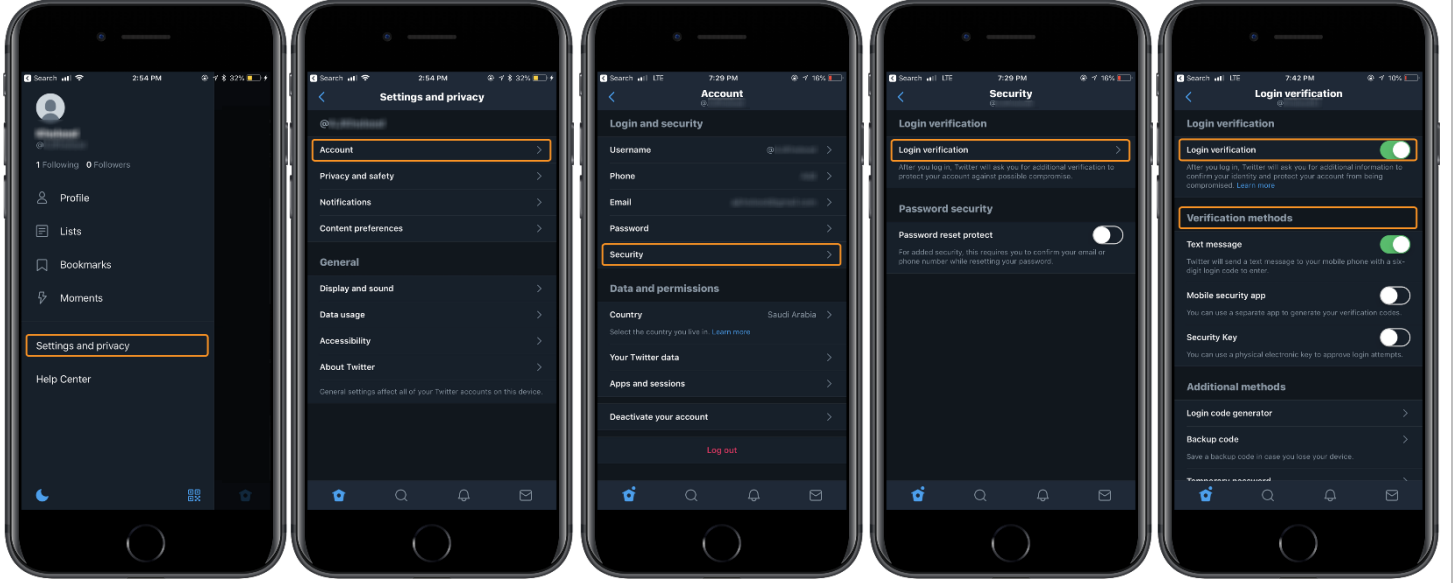 Search LTE
2:54 PM
32%
1 Following 0 Followers
Profile
Lists
Bookmarks
Moments
Settings and privacy
Help Center
Search
2:54 PM
32%
Settings and privacy
@
Account
Privacy and safety
Notifications
Content preferences
General
Display and sound
Data usage
Accessibility
About Twitter
General settings affect all of your Twitter accounts on this device.
Search LTE
7:29 PM
16%
Account
@
Login and security
Username @
Phone
Email
Password
Security
Data and permissions
Country Saudi Arabia
Select the country you live in. Learn more
Your Twitter data
Apps and sessions
Deactivate your account
Log out
Search LTE
7:29 PM
16%
Security
@
Login verification
Login verification
After you log in, Twitter will ask you for additional verification to
protect your account against possible compromise.
Password security
Password reset protect
For added security, this requires you to confirm your email or
phone number while resetting your password.
Search LTE
7:42 PM
10%
Login verification
@
Login verification
Login verification
After you log in, Twitter will ask you for additional information to
confirm your identity and protect your account from being
compromised. Learn more
Verification methods
Text message
Twitter will send a text message to your mobile phone with a six-
digit login code to enter.
Mobile security app
You can use a separate app to generate your verification codes.
Security Key
You can use a physical electronic key to approve login attempts.
Additional methods
Login code generator
Backup code
Save a backup code in case you lose your device.
Temporary password